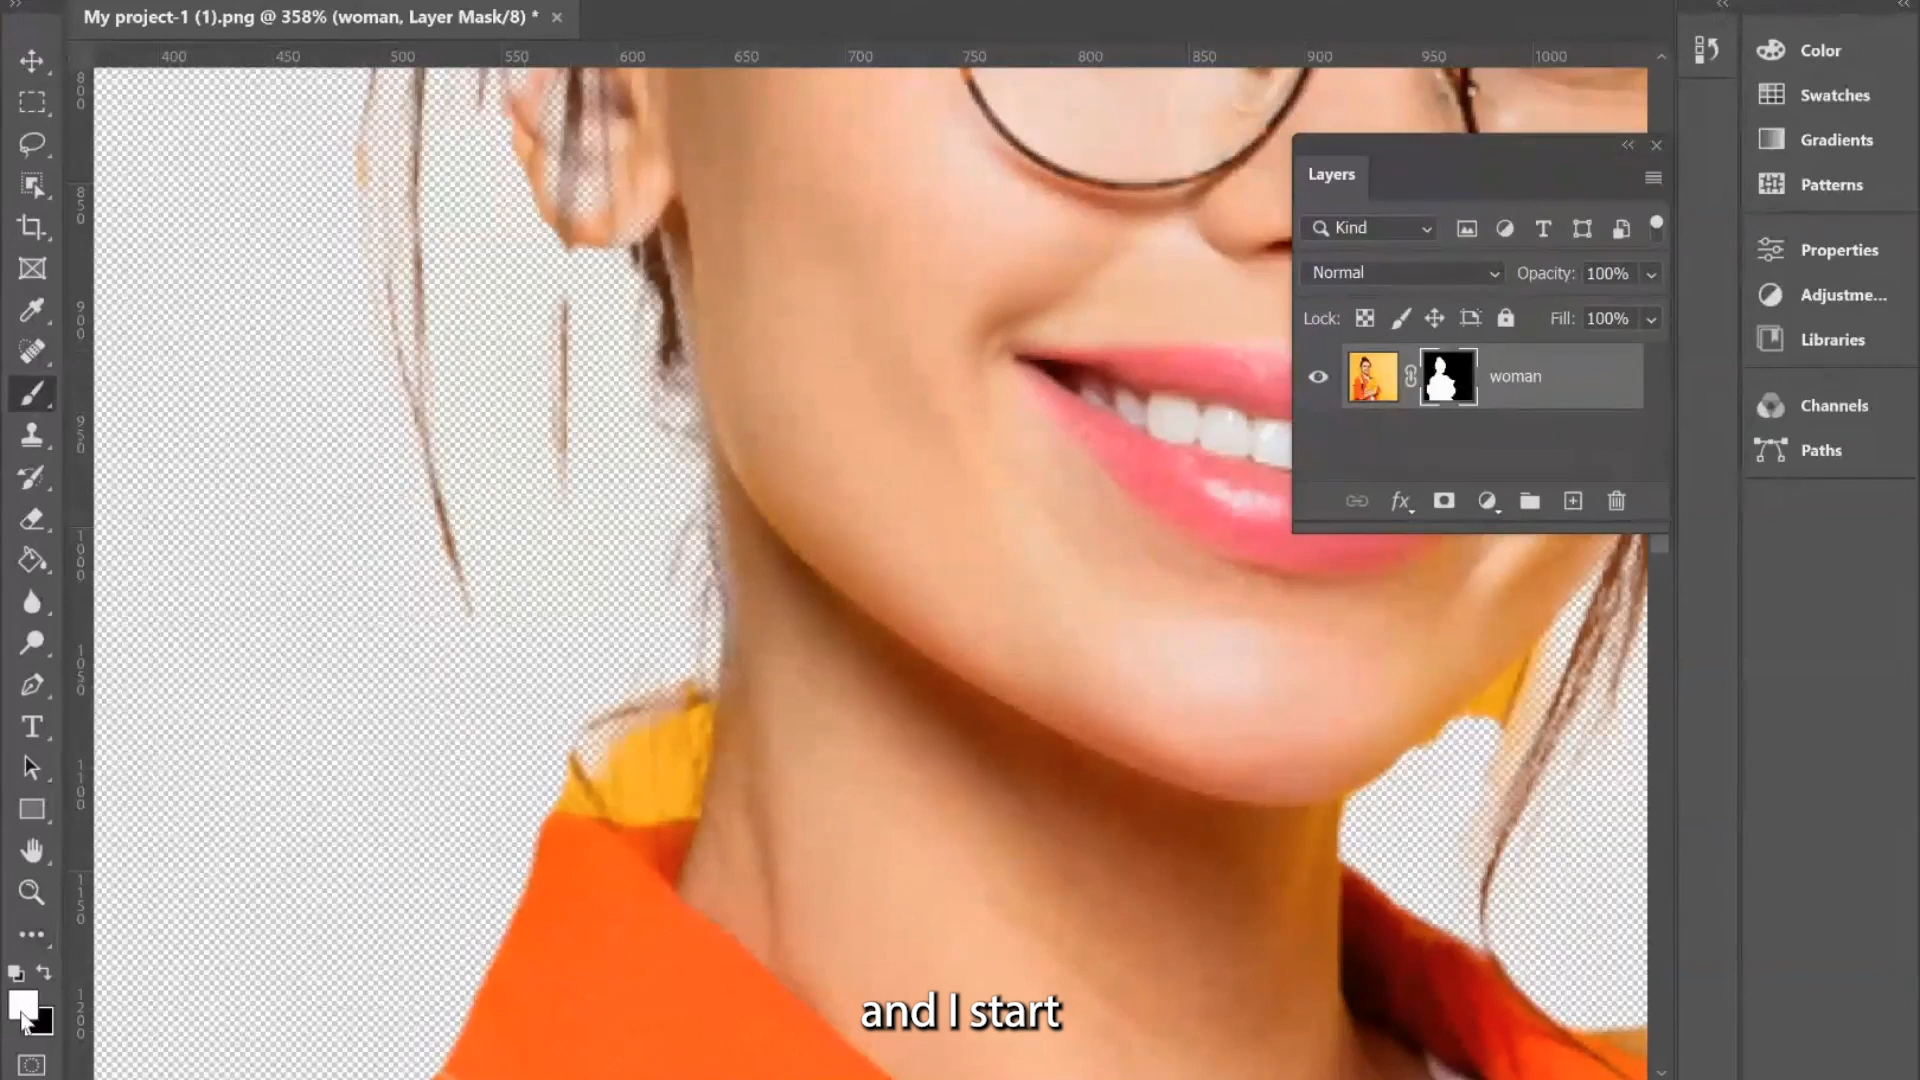 My project-1 (1).png @ 358% (woman, Layer Mask/8) *
400 450 500 550 600 650 700 750 800 850 900 950 1000
800
850
900
950
1000
1050
1100
1150
1200
Layers
Kind
Normal
Opacity: 100%
Lock:
Fill: 100%
woman
fx
Color
Swatches
Gradients
Patterns
Properties
Adjustme...
Libraries
Channels
Paths
and I start